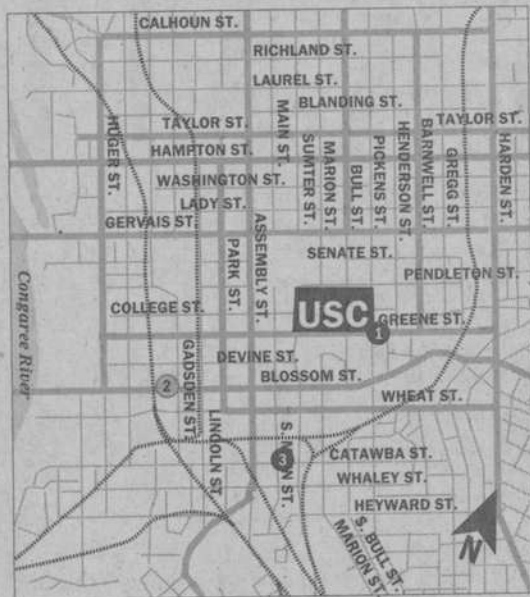 CALHOUN ST.
RICHLAND ST.
LAUREL ST.
BLANDING ST.
TAYLOR ST.
TAYLOR ST.
HUGER ST.
HAMPTON ST.
MAIN ST.
SUMTER ST.
MARION ST.
BULL ST.
PICKENS ST.
HENDERSON ST.
BARNWELL ST.
GREGG ST.
HARDEN ST.
WASHINGTON ST.
LADY ST.
GERVAIS ST.
PARK ST.
ASSEMBLY ST.
SENATE ST.
PENDLETON ST.
Congaree River
COLLEGE ST.
USC
GREENE ST.
1
GADSDEN ST.
DEVINE ST.
BLOSSOM ST.
2
WHEAT ST.
LINCOLN ST.
S. MAIN ST.
3
CATAWBA ST.
WHALEY ST.
HEYWARD ST.
S. BULL ST.
MARION ST.
N